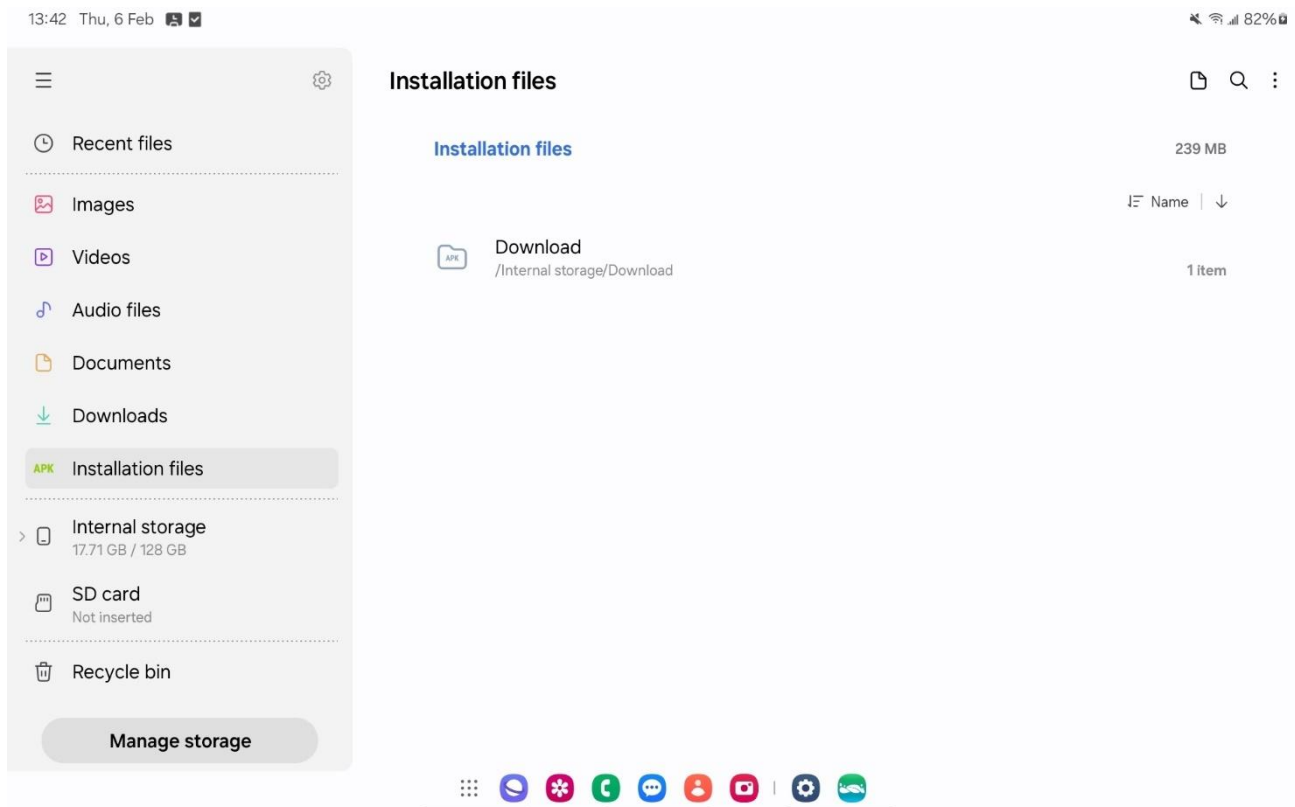 13:42 Thu, 6 Feb
82%
Installation files
Recent files
Images
Videos
Audio files
Documents
Downloads
APK Installation files
Internal storage
17.71 GB / 128 GB
SD card
Not inserted
Recycle bin
Manage storage
Installation files
239 MB
Name
APK
Download
/Internal storage/Download
1 item